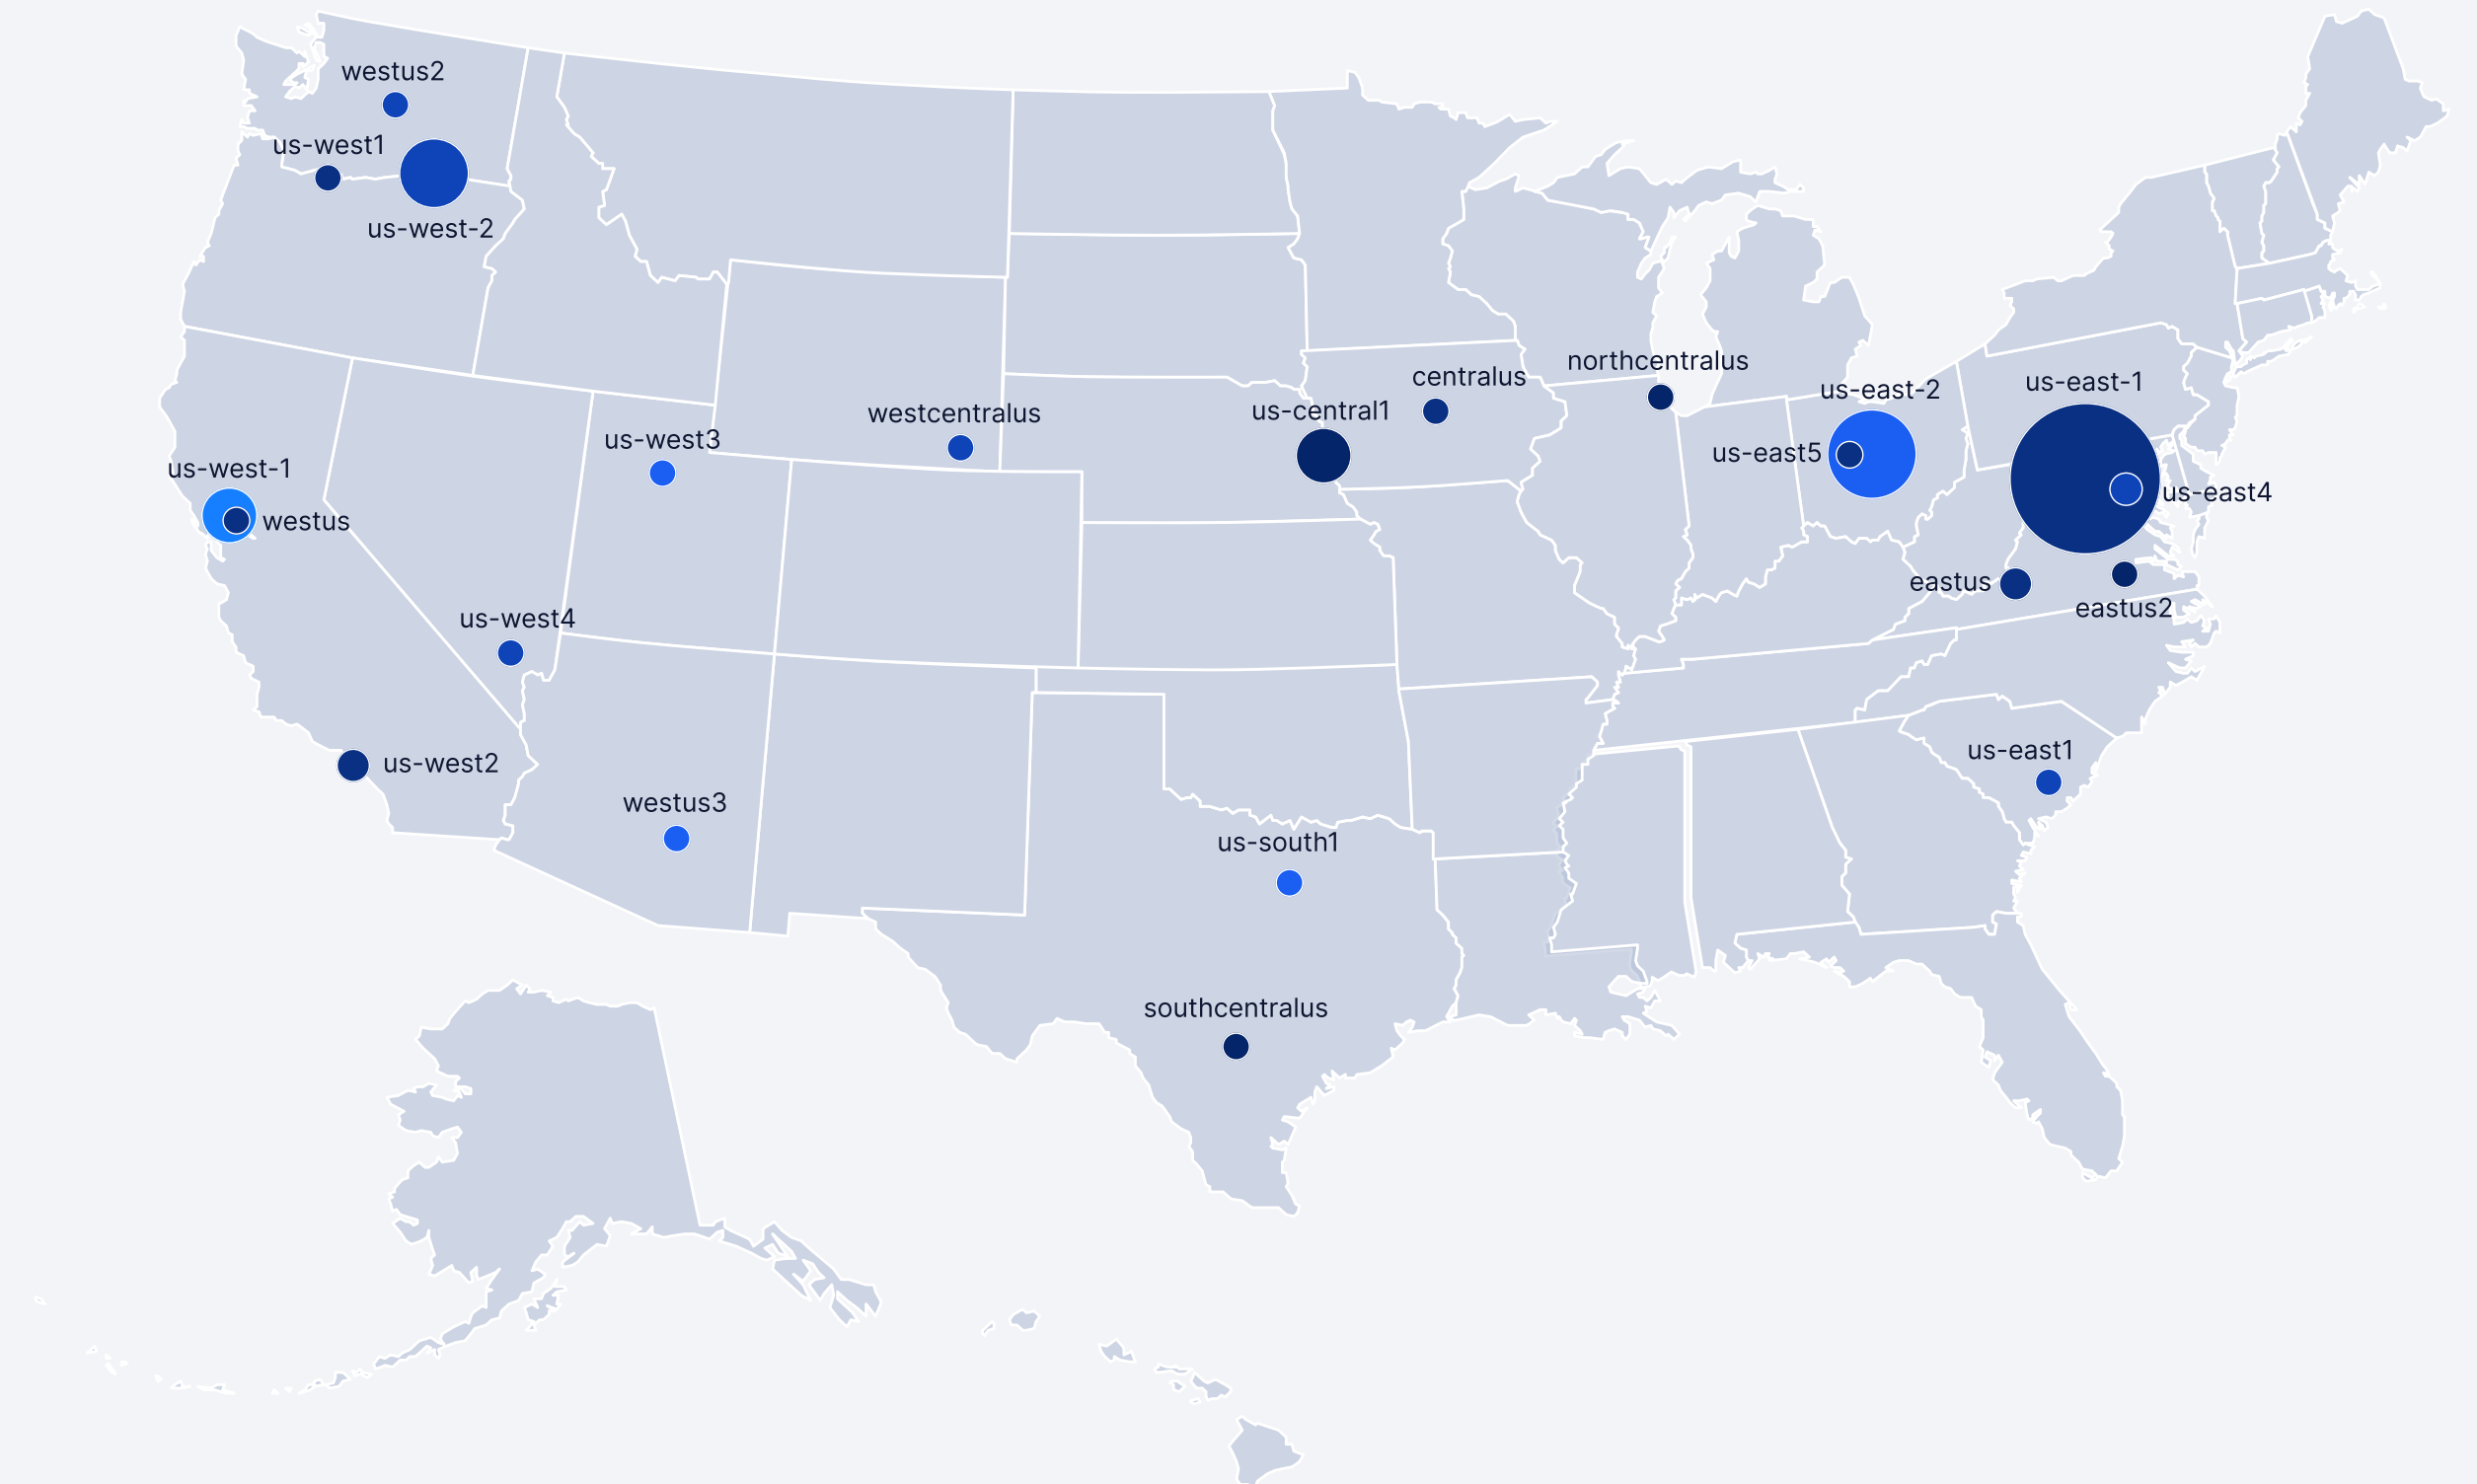 westus2
us-west1
us-west-2
northcentralus
centralus
us-east-2
us-east-1
westcentralus
us-central1
us-west3
us-east5
us-west-1
us-east4
westus
eastus
eastus2
us-west4
us-east1
us-west2
westus3
us-south1
southcentralus